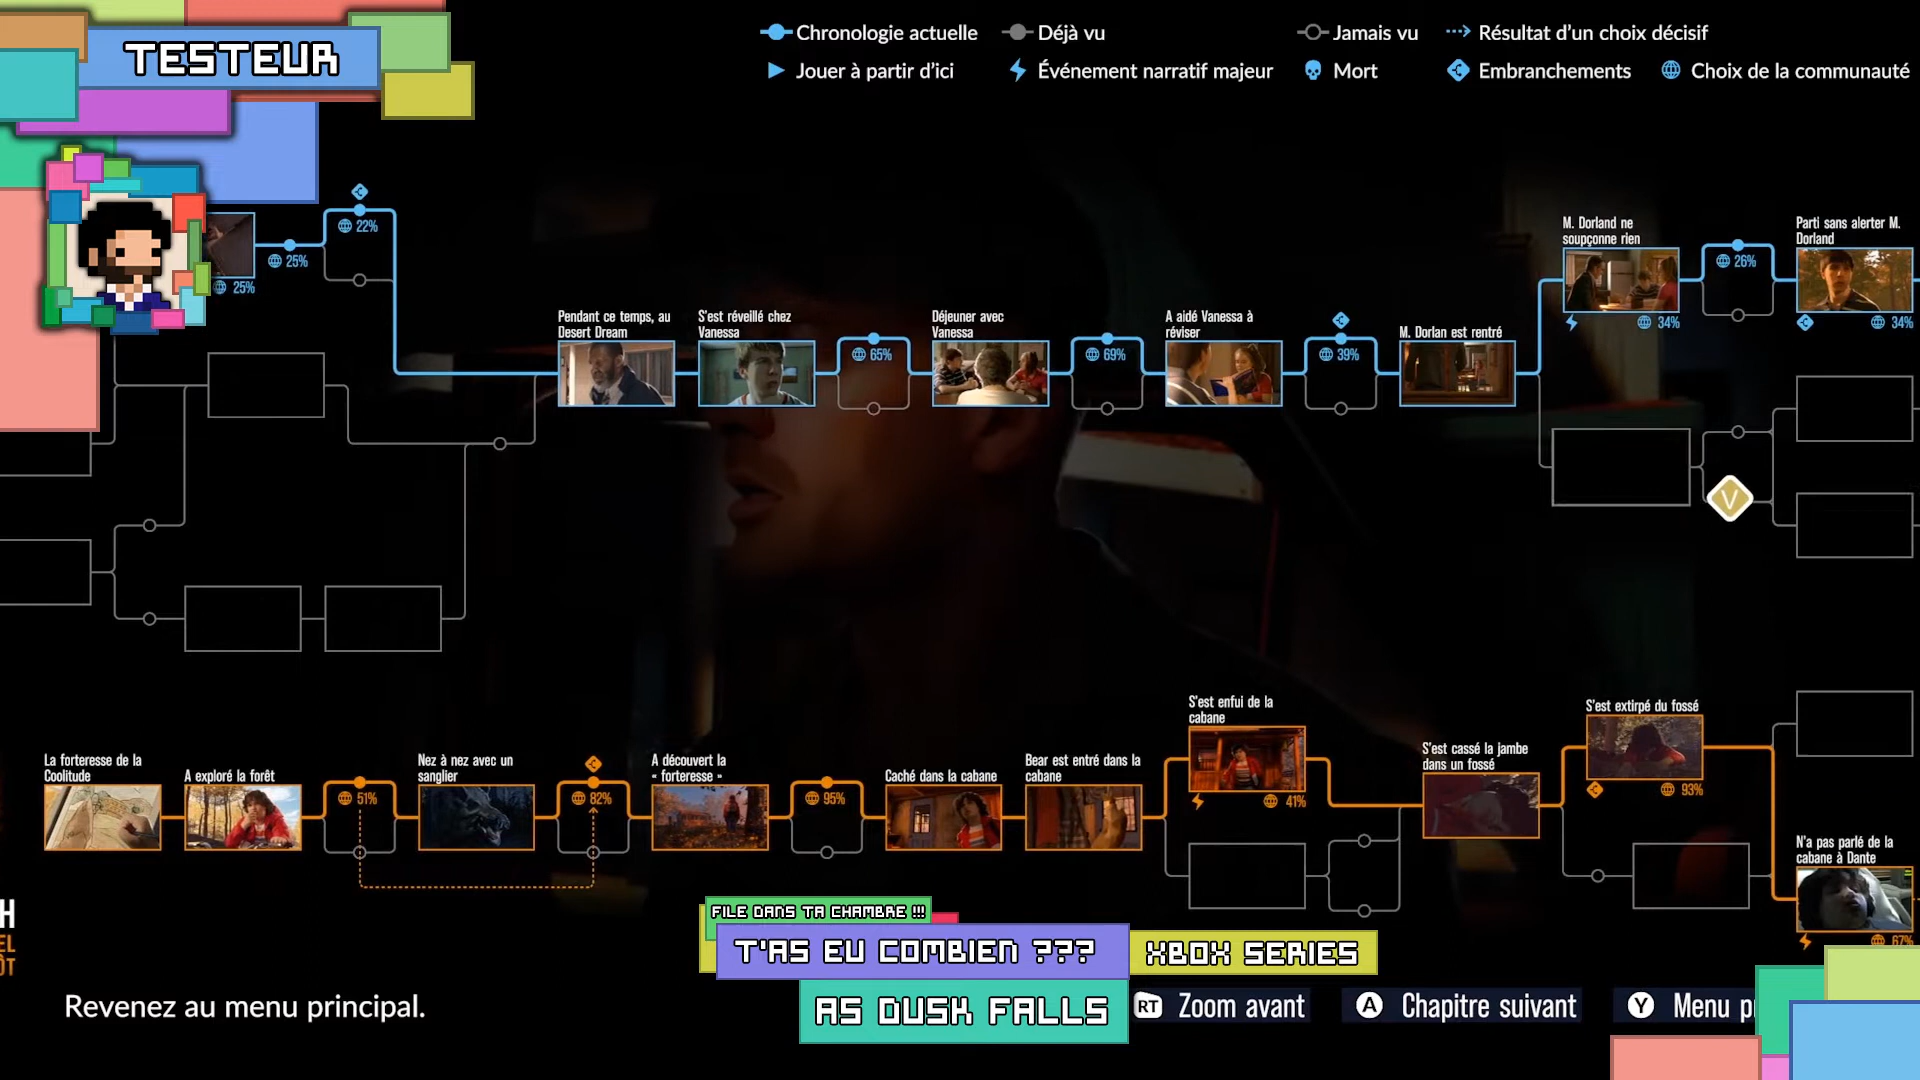 TESTEUR
Chronologie actuelle
Déjà vu
Jamais vu
Résultat d'un choix décisif
Jouer à partir d'ici
Événement narratif majeur
Mort
Embranchements
Choix de la communauté
25%
25%
22%
Pendant ce temps, au
Desert Dream
S'est réveillé chez
Vanessa
65%
Déjeuner avec
Vanessa
69%
A aidé Vanessa à
réviser
39%
M. Dorlan est rentré
M. Dorland ne
soupçonne rien
34%
26%
Parti sans alerter M.
Dorland
34%
V
La forteresse de la
Coolitude
A exploré la forêt
51%
Nez à nez avec un
sanglier
82%
A découvert la
« forteresse »
95%
Caché dans la cabane
Bear est entré dans la
cabane
S'est enfui de la
cabane
41%
S'est cassé la jambe
dans un fossé
S'est extirpé du fossé
93%
N'a pas parlé de la
cabane à Dante
67%
H
EL
ÔT
FILE DANS TA CHAMBRE !!!
T'AS EU COMBIEN ???
XBOX SERIES
AS DUSK FALLS
Revenez au menu principal.
RT Zoom avant
A Chapitre suivant
Y Menu p